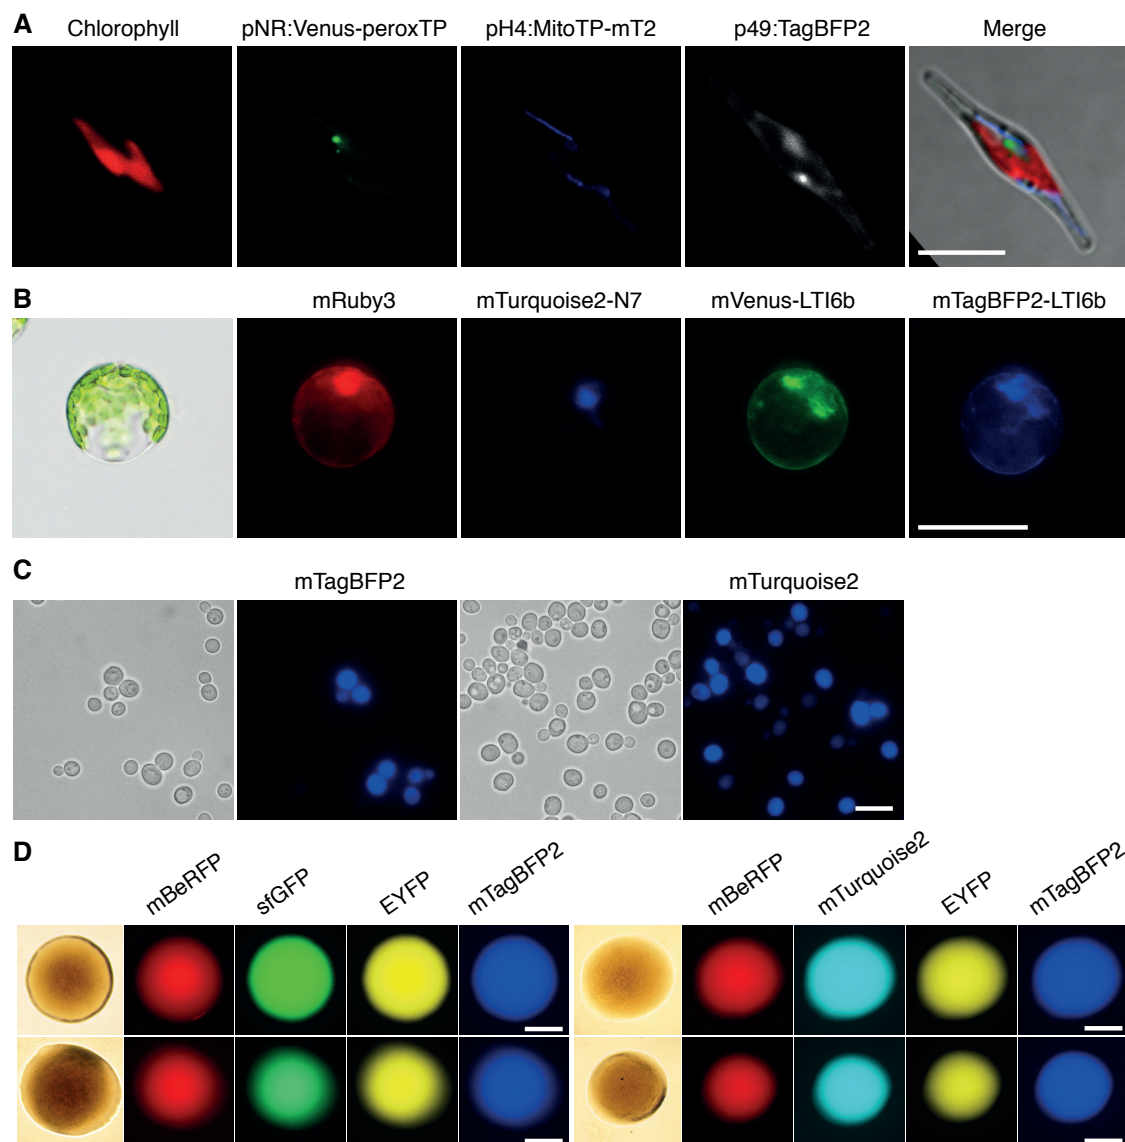 A
Chlorophyll pNR:Venus-peroxTP pH4:MitoTP-mT2 p49:TagBFP2 Merge
B
mRuby3 mTurquoise2-N7 mVenus-LTI6b mTagBFP2-LTI6b
C
mTagBFP2 mTurquoise2
D
mBeRFP sfGFP EYFP mTagBFP2 mBeRFP mTurquoise2 EYFP mTagBFP2